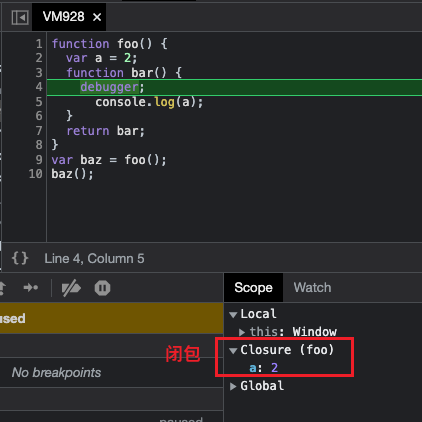 VM928 ×
1 function foo() {
2   var a = 2;
3   function bar() {
4     debugger;
5       console.log(a);
6   }
7   return bar;
8 }
9 var baz = foo();
10 baz();
{} Line 4, Column 5
used
Scope Watch
Local
this: Window
闭包
Closure (foo)
a: 2
No breakpoints
Global
paused